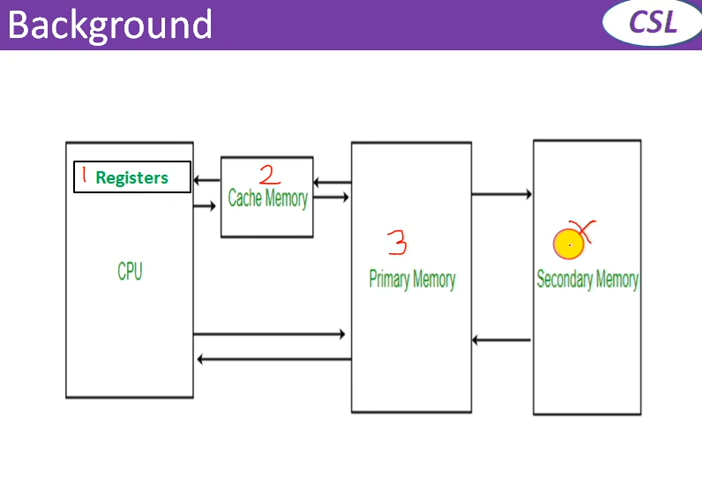 Background
CSL
1 Registers
2
Cache Memory
3
CPU
Primary Memory
x
Secondary Memory